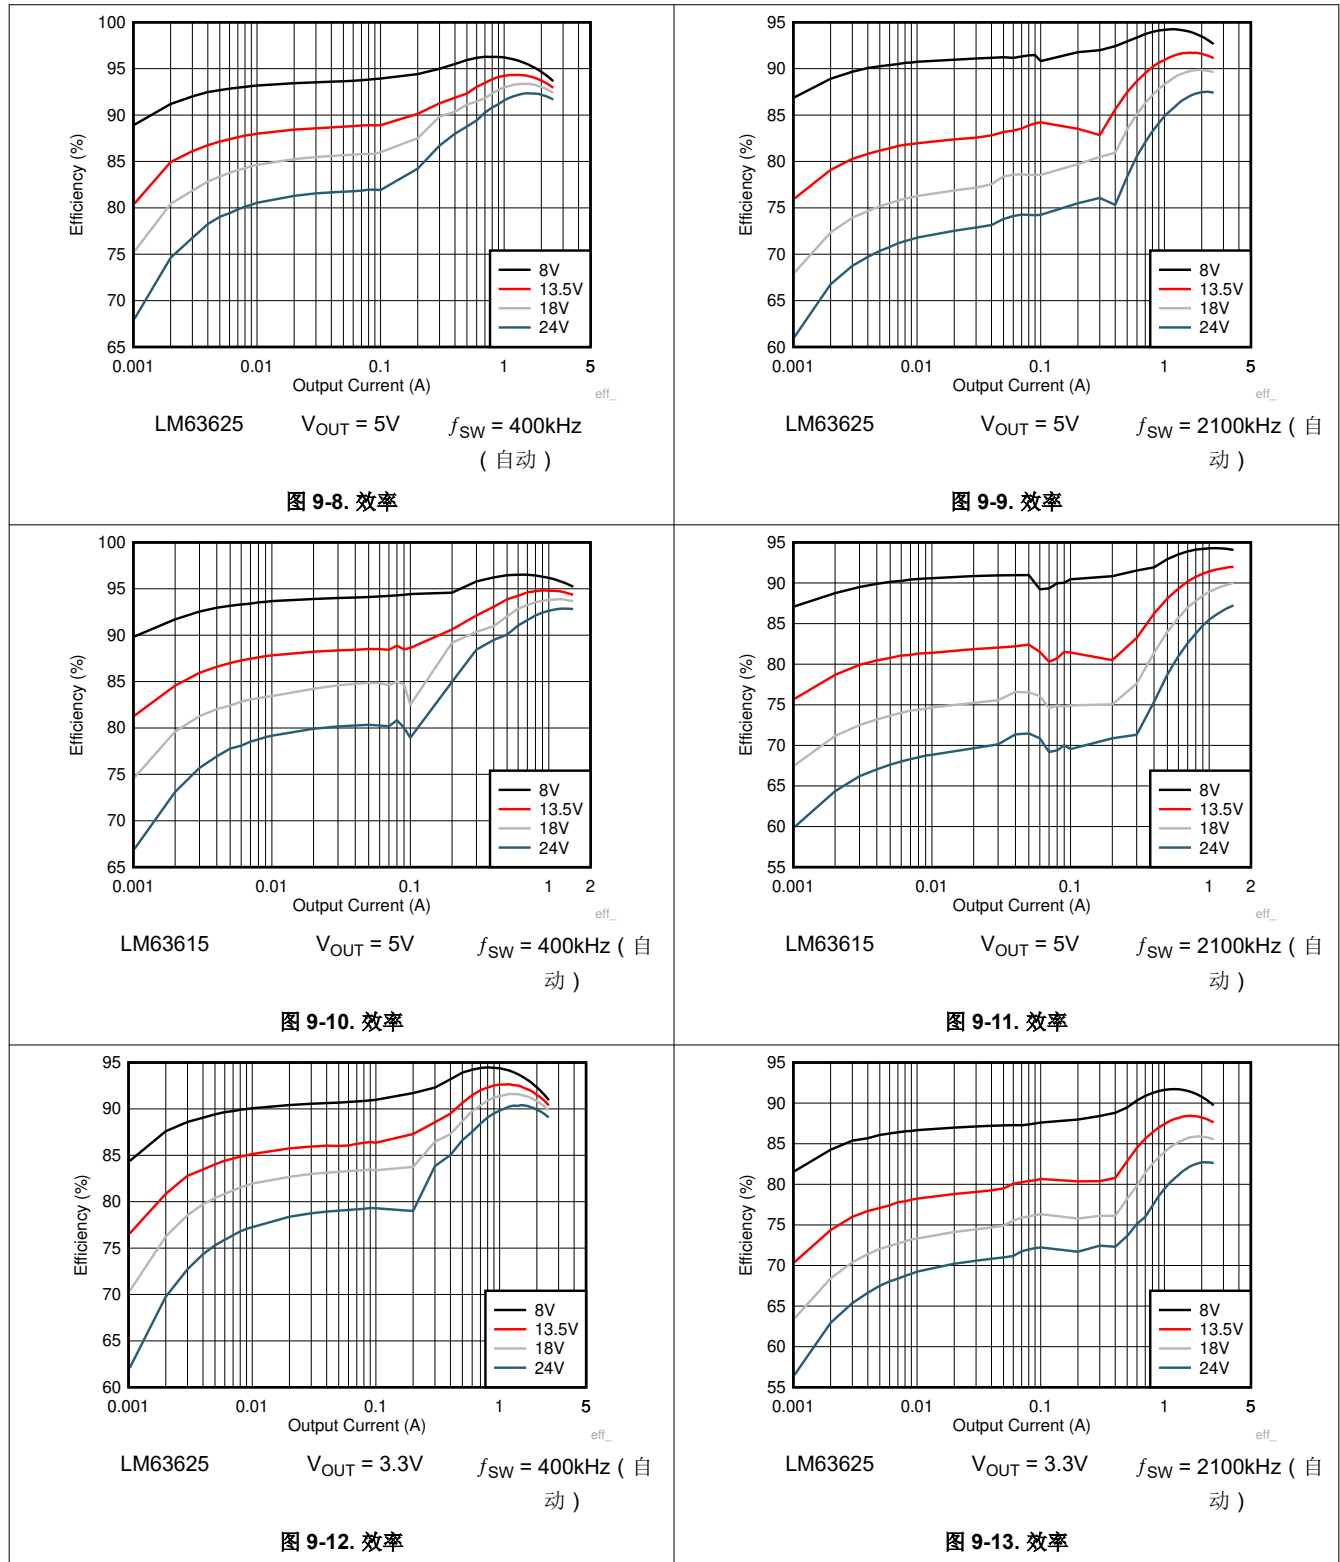 100
95
90
85
80
75
70
65
0.001
0.01
0.1
1
5
Efficiency (%)
Output Current (A)
8V
13.5V
18V
24V
eff_
LM63625
VOUT = 5V
fSW = 400kHz
( 自动 )
图 9-8. 效率
95
90
85
80
75
70
65
60
0.001
0.01
0.1
1
5
Efficiency (%)
Output Current (A)
8V
13.5V
18V
24V
eff_
LM63625
VOUT = 5V
fSW = 2100kHz ( 自
动 )
图 9-9. 效率
100
95
90
85
80
75
70
65
0.001
0.01
0.1
1
2
Efficiency (%)
Output Current (A)
8V
13.5V
18V
24V
eff_
LM63615
VOUT = 5V
fSW = 400kHz ( 自
动 )
图 9-10. 效率
95
90
85
80
75
70
65
60
55
0.001
0.01
0.1
1
2
Efficiency (%)
Output Current (A)
8V
13.5V
18V
24V
eff_
LM63615
VOUT = 5V
fSW = 2100kHz ( 自
动 )
图 9-11. 效率
95
90
85
80
75
70
65
60
0.001
0.01
0.1
1
5
Efficiency (%)
Output Current (A)
8V
13.5V
18V
24V
eff_
LM63625
VOUT = 3.3V
fSW = 400kHz ( 自
动 )
图 9-12. 效率
95
90
85
80
75
70
65
60
55
0.001
0.01
0.1
1
5
Efficiency (%)
Output Current (A)
8V
13.5V
18V
24V
eff_
LM63625
VOUT = 3.3V
fSW = 2100kHz ( 自
动 )
图 9-13. 效率